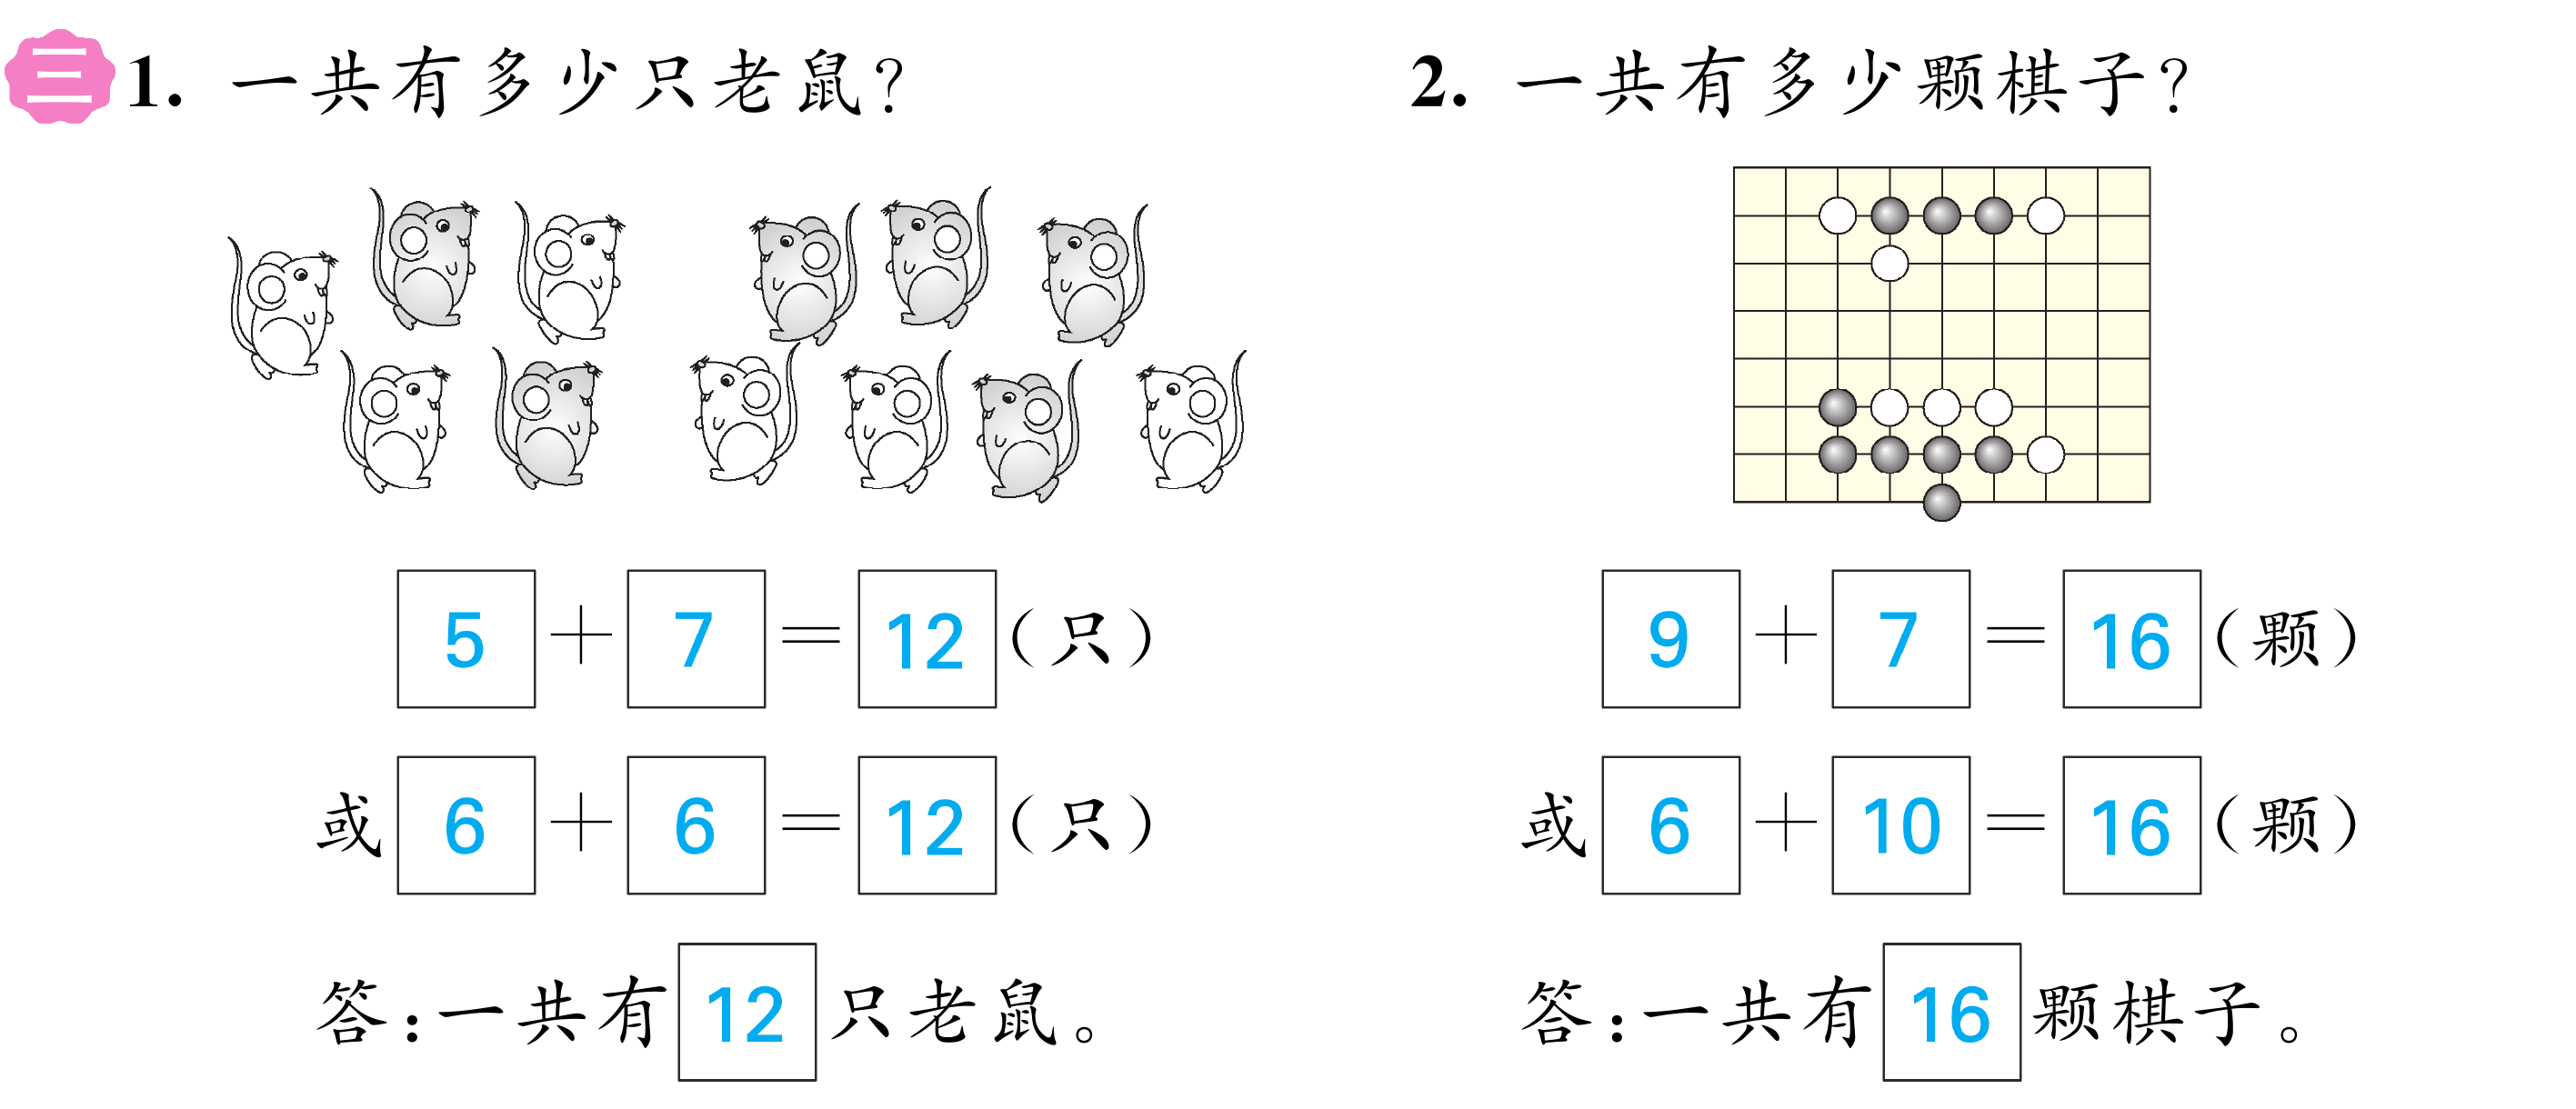 三 1. 一共有多少只老鼠?
5 + 7 = 12 (只)
或 6 + 6 = 12 (只)
答:一共有 12 只老鼠。
2. 一共有多少颗棋子?
9 + 7 = 16 (颗)
或 6 + 10 = 16 (颗)
答:一共有 16 颗棋子。